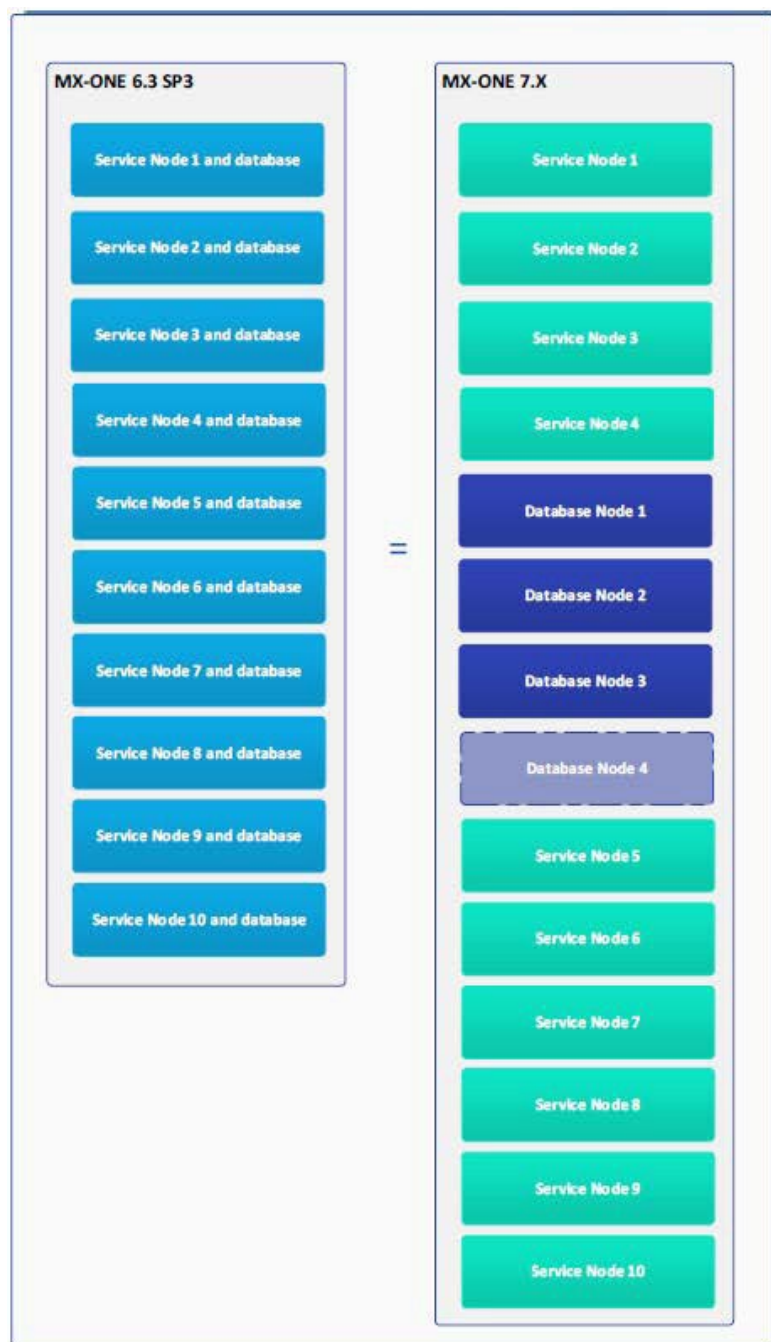 MX-ONE 6.3 SP3
Service Node 1 and database
Service Node 2 and database
Service Node 3 and database
Service Node 4 and database
Service Node 5 and database
Service Node 6 and database
Service Node 7 and database
Service Node 8 and database
Service Node 9 and database
Service Node 10 and database
=
MX-ONE 7.X
Service Node 1
Service Node 2
Service Node 3
Service Node 4
Database Node 1
Database Node 2
Database Node 3
Database Node 4
Service Node 5
Service Node 6
Service Node 7
Service Node 8
Service Node 9
Service Node 10